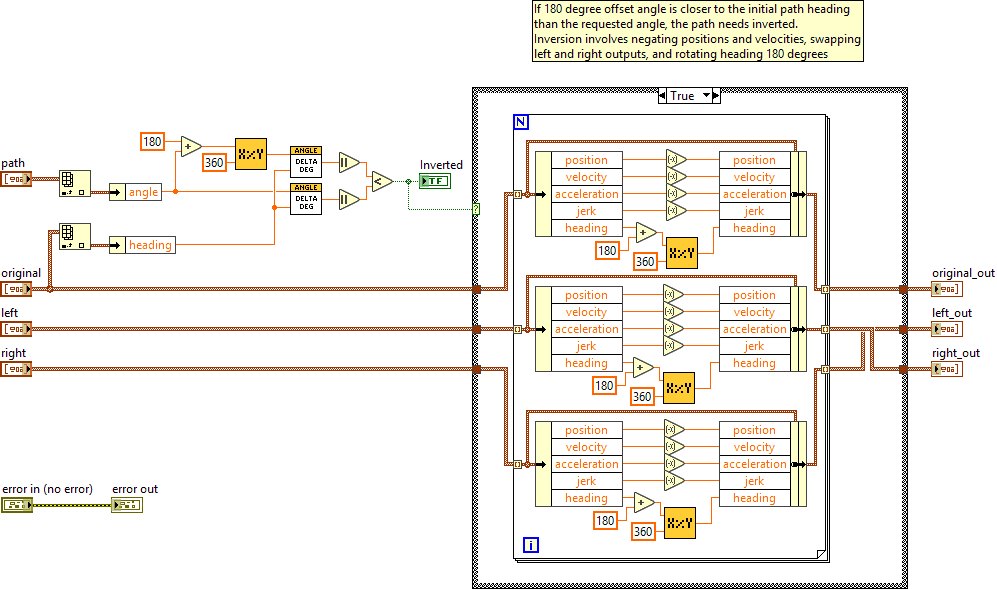 If 180 degree offset angle is closer to the initial path heading
than the requested angle, the path needs inverted.
Inversion involves negating positions and velocities, swapping
left and right outputs, and rotating heading 180 degrees
True
N
180
+
360
X%Y
ANGLE
DELTA
DEG
||
Inverted
TF
<
path
angle
ANGLE
DELTA
DEG
||
?
heading
original
left
right
position
velocity
acceleration
jerk
heading
(-x)
(-x)
(-x)
(-x)
+
180
360
X%Y
position
velocity
acceleration
jerk
heading
position
velocity
acceleration
jerk
heading
(-x)
(-x)
(-x)
(-x)
+
180
360
X%Y
position
velocity
acceleration
jerk
heading
position
velocity
acceleration
jerk
heading
(-x)
(-x)
(-x)
(-x)
+
180
360
X%Y
position
velocity
acceleration
jerk
heading
original_out
left_out
right_out
error in (no error)
error out
i